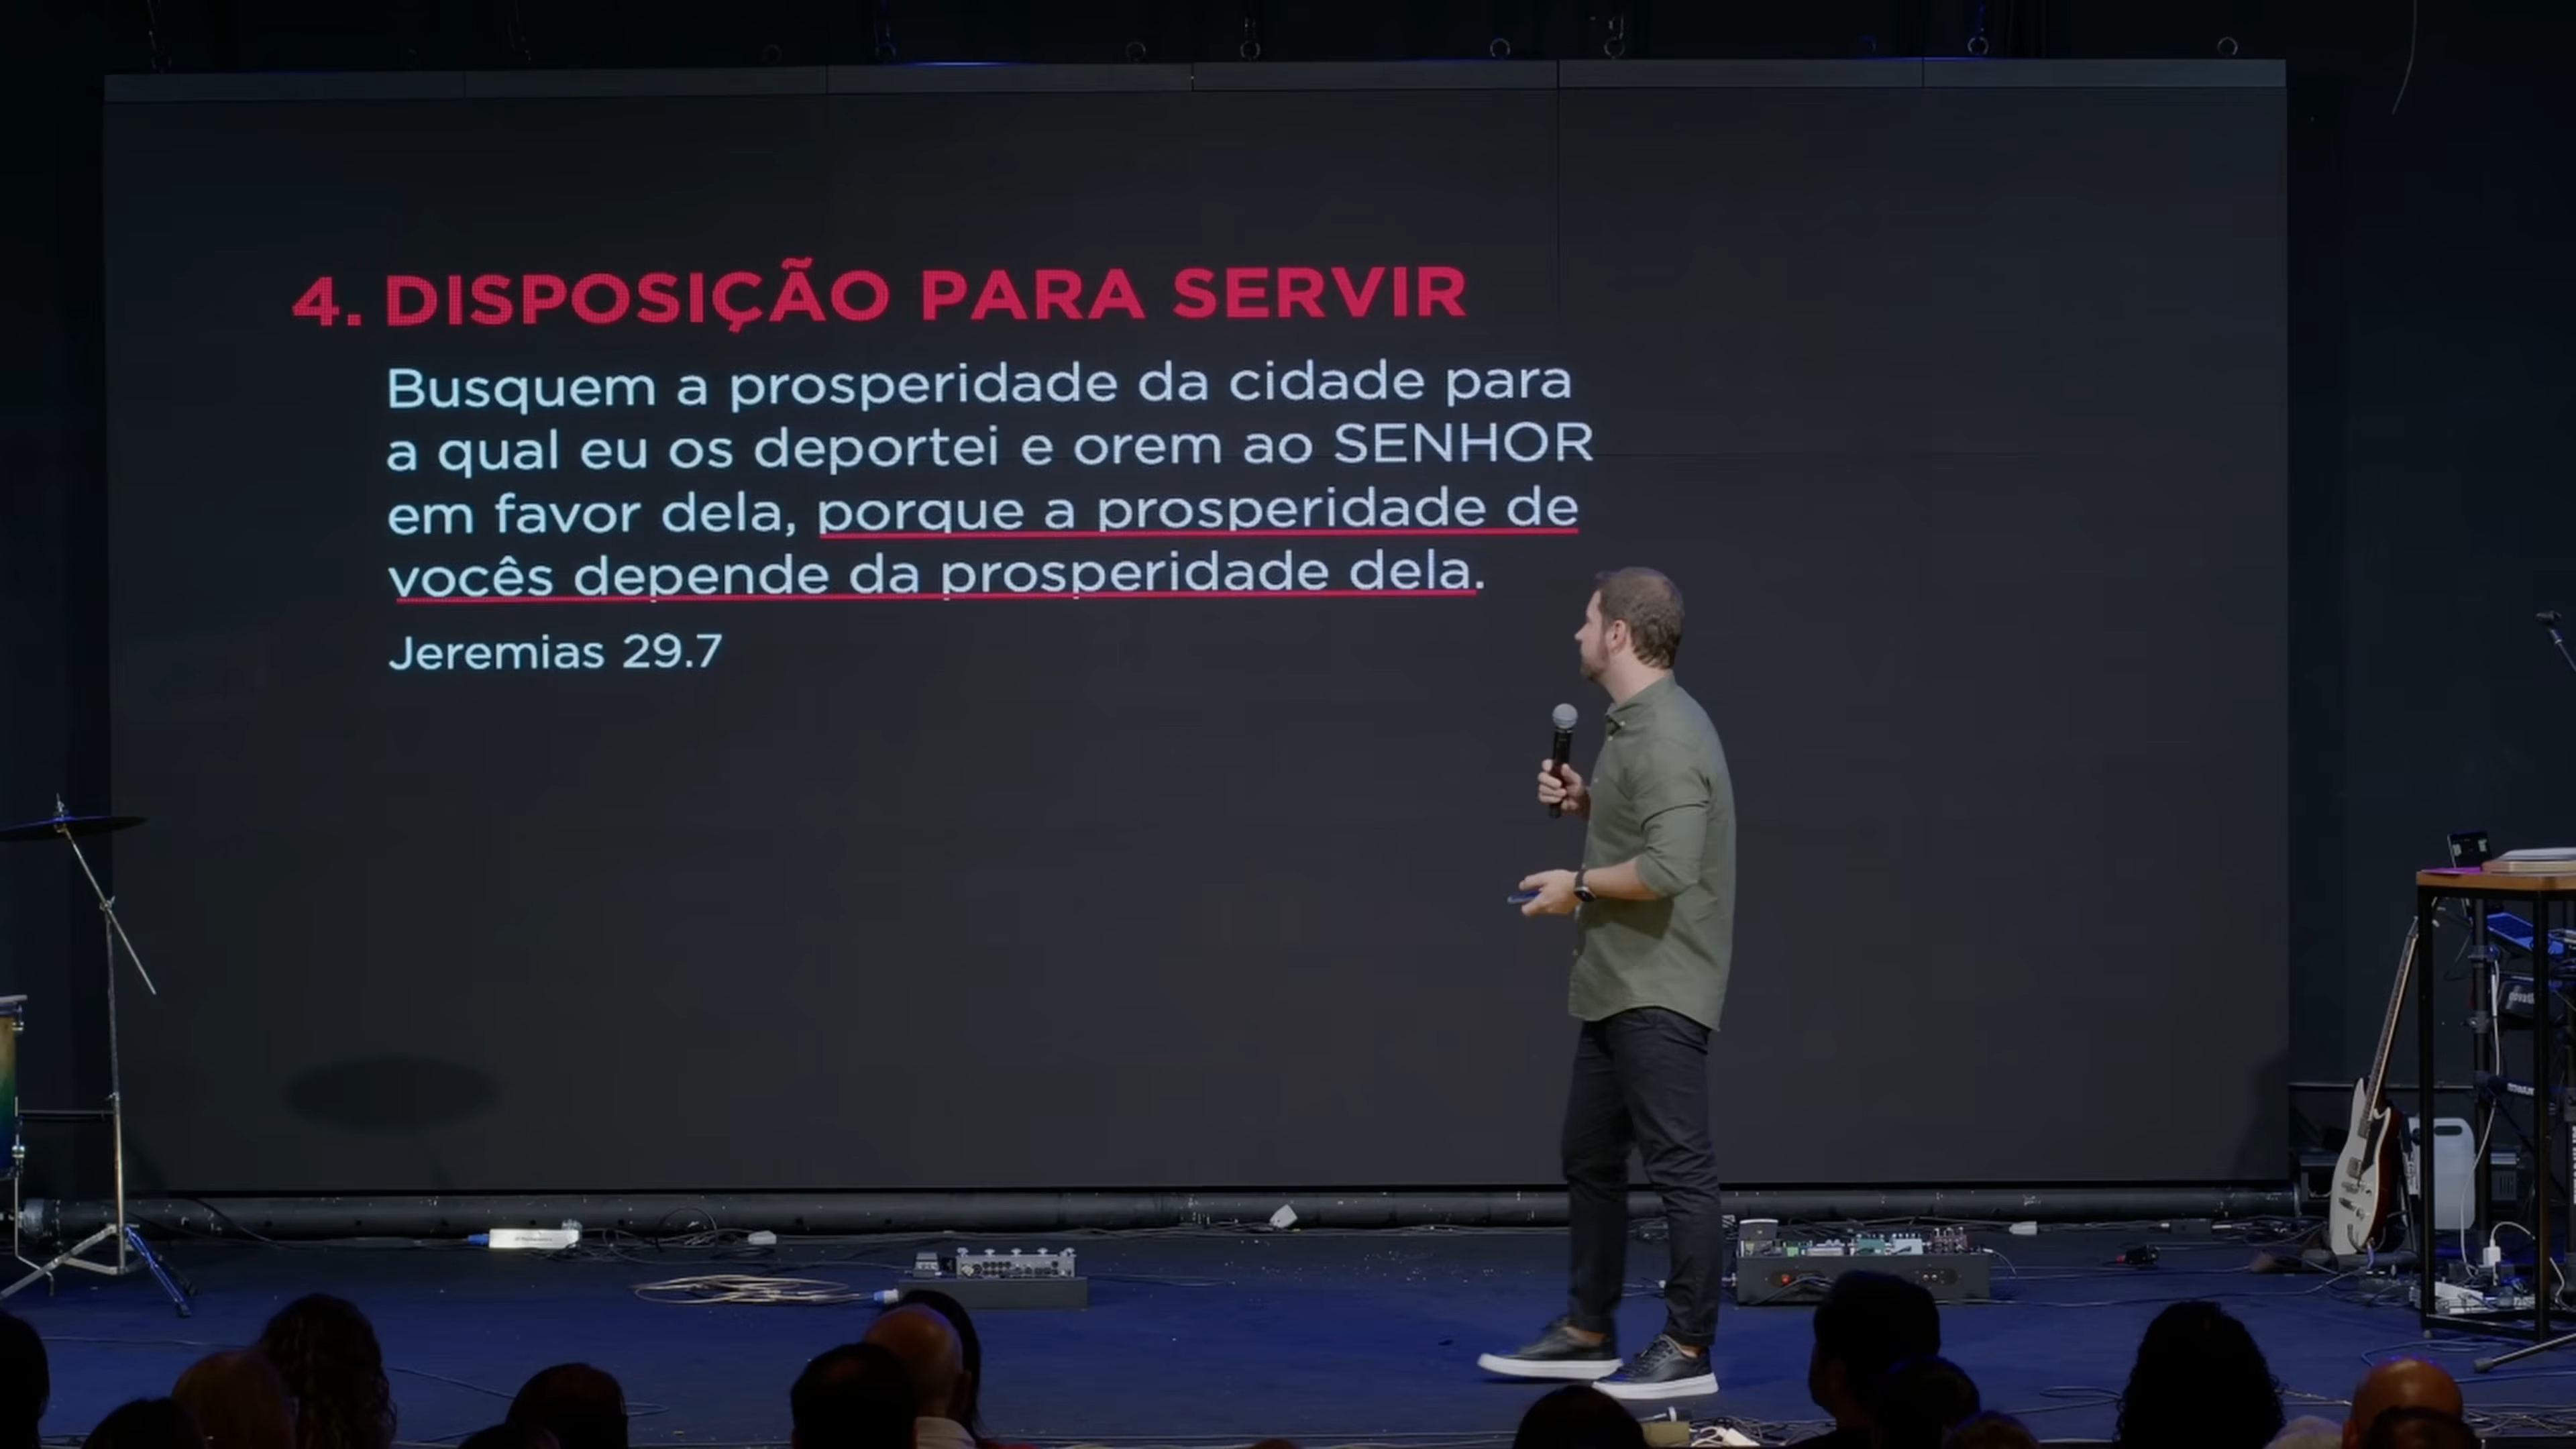 4. DISPOSIÇÃO PARA SERVIR
Busquem a prosperidade da cidade para
a qual eu os deportei e orem ao SENHOR
em favor dela, porque a prosperidade de
vocês depende da prosperidade dela.
Jeremias 29.7